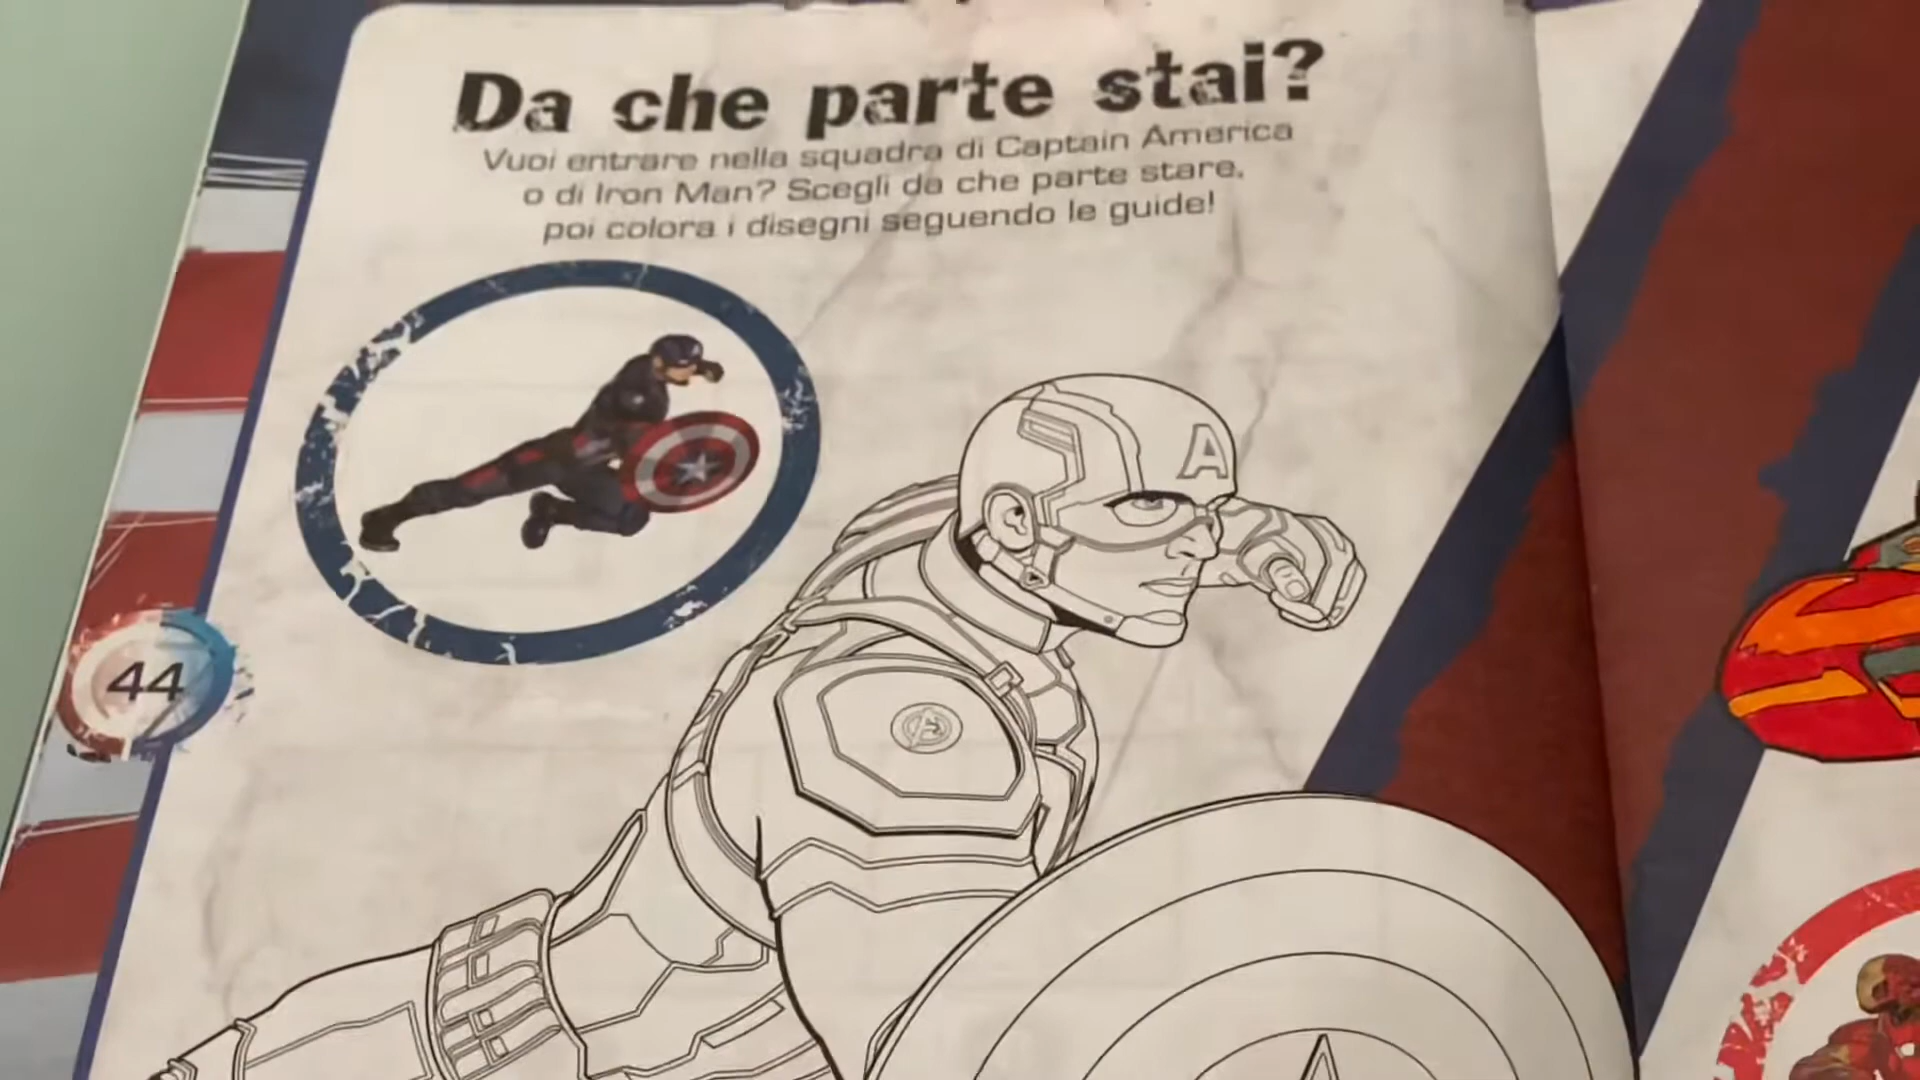 Da che parte stai?
Vuoi entrare nella squadra di Captain America
o di Iron Man? Scegli da che parte stare,
poi colora i disegni seguendo le guide!
A
44